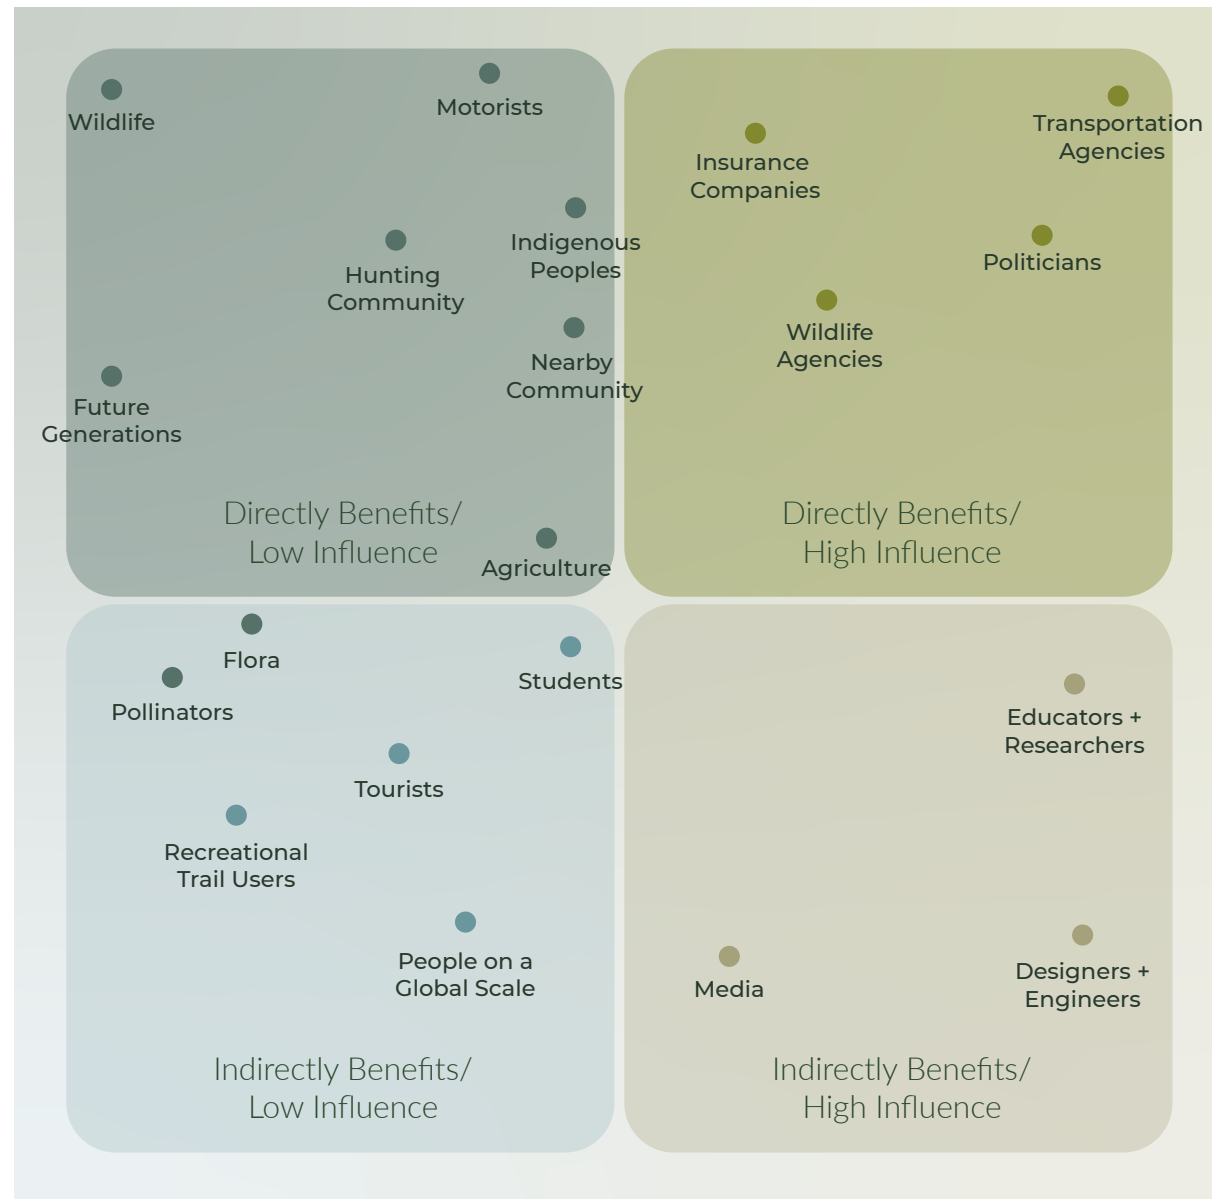 Wildlife
Motorists
Indigenous
Peoples
Hunting
Community
Nearby
Community
Future
Generations
Directly Benefits/
Low Influence
Agriculture
Insurance
Companies
Transportation
Agencies
Politicians
Wildlife
Agencies
Directly Benefits/
High Influence
Flora
Students
Pollinators
Tourists
Recreational
Trail Users
People on a
Global Scale
Indirectly Benefits/
Low Influence
Educators +
Researchers
Media
Designers +
Engineers
Indirectly Benefits/
High Influence